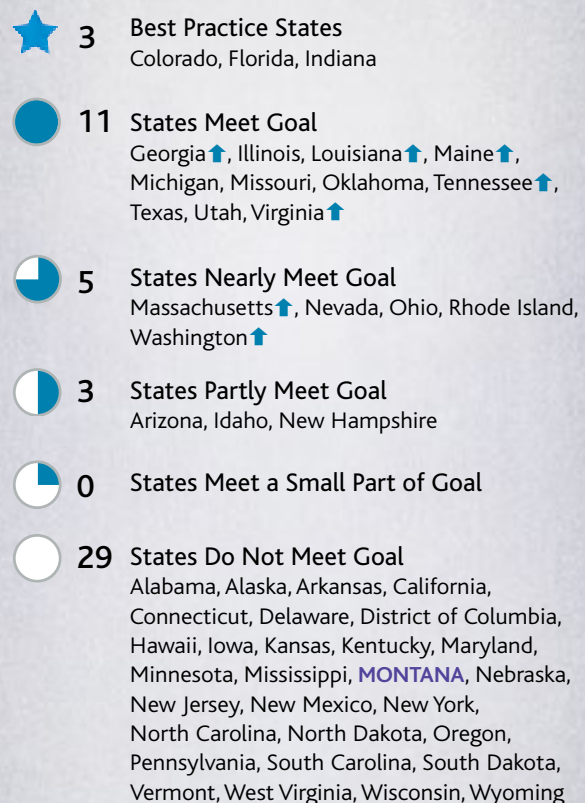 3 Best Practice States
Colorado, Florida, Indiana
11 States Meet Goal
Georgia⬆, Illinois, Louisiana⬆, Maine⬆,
Michigan, Missouri, Oklahoma, Tennessee⬆,
Texas, Utah, Virginia⬆
5 States Nearly Meet Goal
Massachusetts⬆, Nevada, Ohio, Rhode Island,
Washington⬆
3 States Partly Meet Goal
Arizona, Idaho, New Hampshire
0 States Meet a Small Part of Goal
29 States Do Not Meet Goal
Alabama, Alaska, Arkansas, California,
Connecticut, Delaware, District of Columbia,
Hawaii, Iowa, Kansas, Kentucky, Maryland,
Minnesota, Mississippi, MONTANA, Nebraska,
New Jersey, New Mexico, New York,
North Carolina, North Dakota, Oregon,
Pennsylvania, South Carolina, South Dakota,
Vermont, West Virginia, Wisconsin, Wyoming